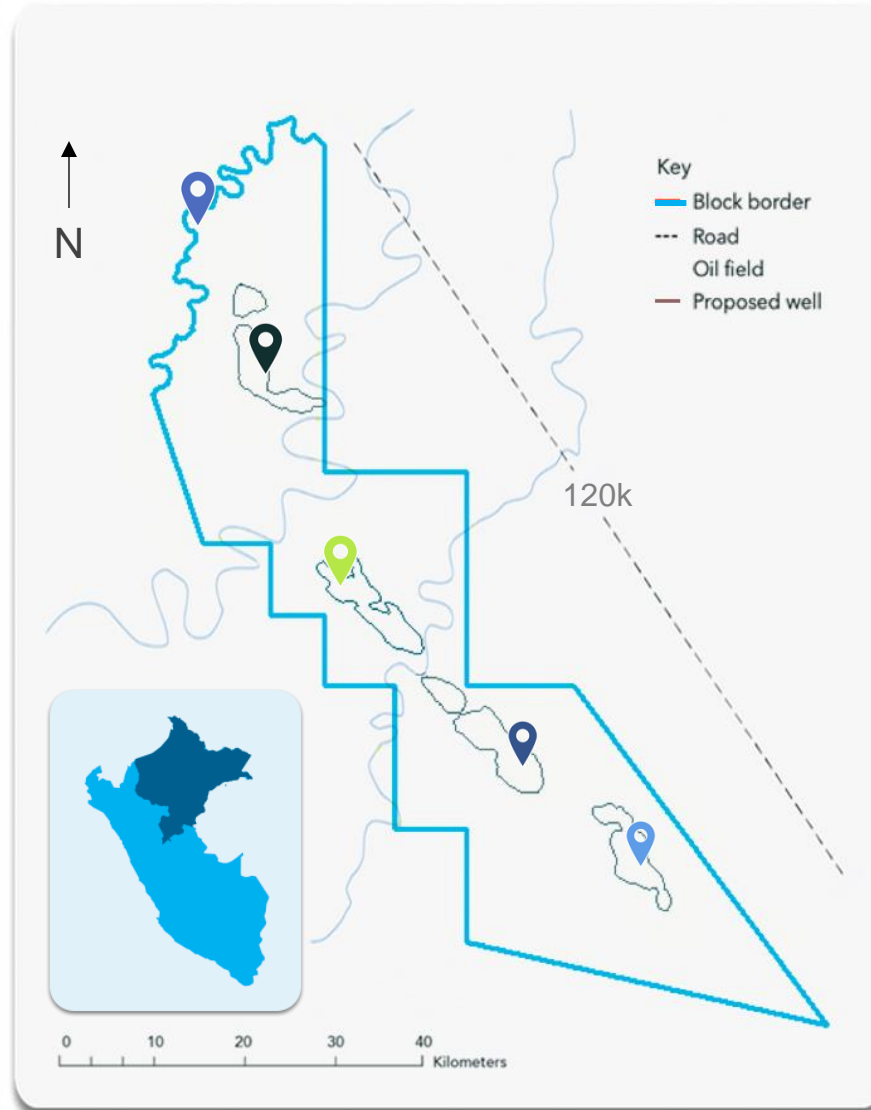 N
Key
Block border
Road
Oil field
Proposed well
120k
0 10 20 30 40
Kilometers